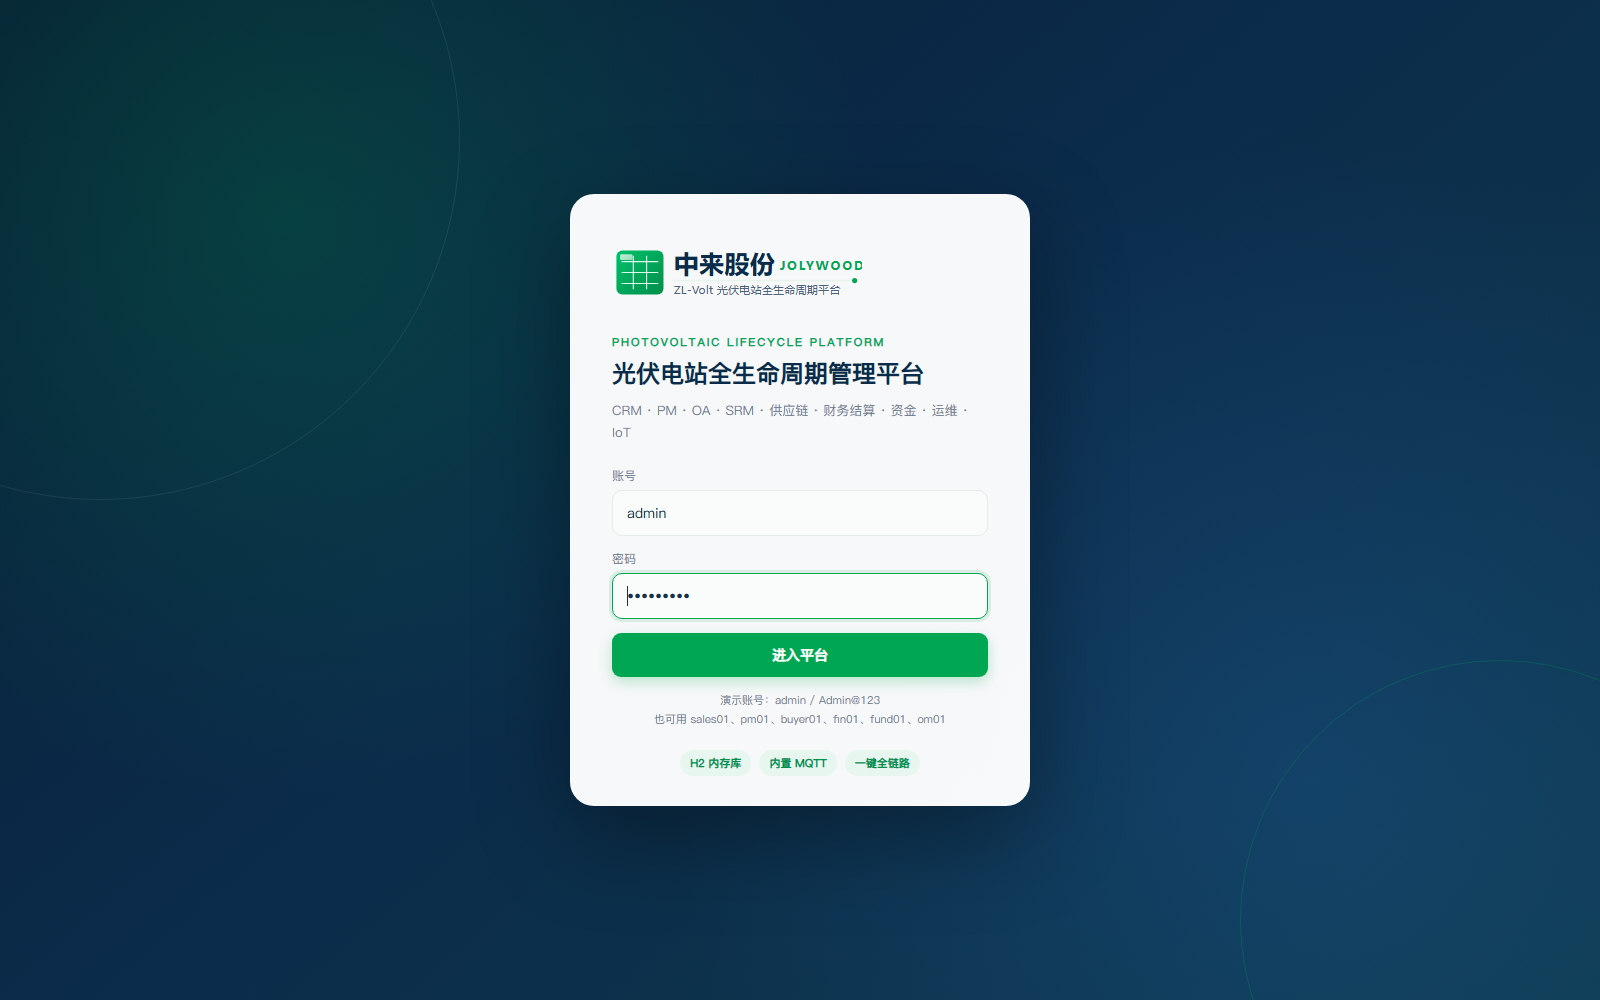 中来股份 JOLYWOOD
ZL-Volt 光伏电站全生命周期平台
PHOTOVOLTAIC LIFECYCLE PLATFORM
光伏电站全生命周期管理平台
CRM · PM · OA · SRM · 供应链 · 财务结算 · 资金 · 运维 ·
IoT
账号
admin
密码
•••••••••
进入平台
演示账号：admin / Admin@123
也可用 sales01、pm01、buyer01、fin01、fund01、om01
H2 内存库 内置 MQTT 一键全链路